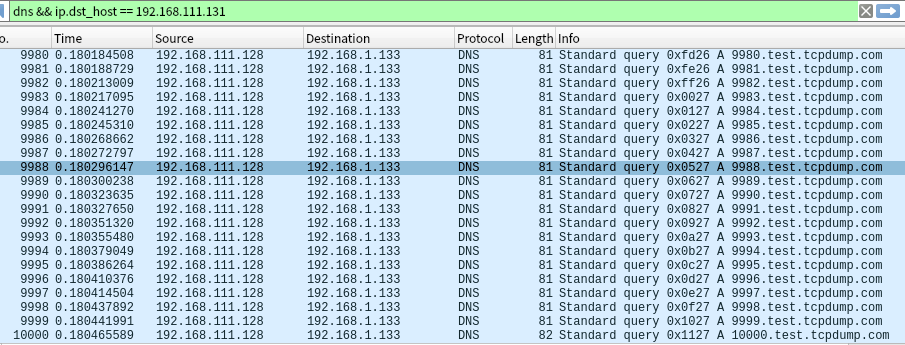 dns && ip.dst_host == 192.168.111.131
o. Time Source Destination Protocol Length Info
9980 0.180184508 192.168.111.128 192.168.1.133 DNS 81 Standard query 0xfd26 A 9980.test.tcpdump.com
9981 0.180188729 192.168.111.128 192.168.1.133 DNS 81 Standard query 0xfe26 A 9981.test.tcpdump.com
9982 0.180213009 192.168.111.128 192.168.1.133 DNS 81 Standard query 0xff26 A 9982.test.tcpdump.com
9983 0.180217095 192.168.111.128 192.168.1.133 DNS 81 Standard query 0x0027 A 9983.test.tcpdump.com
9984 0.180241270 192.168.111.128 192.168.1.133 DNS 81 Standard query 0x0127 A 9984.test.tcpdump.com
9985 0.180245310 192.168.111.128 192.168.1.133 DNS 81 Standard query 0x0227 A 9985.test.tcpdump.com
9986 0.180268662 192.168.111.128 192.168.1.133 DNS 81 Standard query 0x0327 A 9986.test.tcpdump.com
9987 0.180272797 192.168.111.128 192.168.1.133 DNS 81 Standard query 0x0427 A 9987.test.tcpdump.com
9988 0.180296147 192.168.111.128 192.168.1.133 DNS 81 Standard query 0x0527 A 9988.test.tcpdump.com
9989 0.180300238 192.168.111.128 192.168.1.133 DNS 81 Standard query 0x0627 A 9989.test.tcpdump.com
9990 0.180323635 192.168.111.128 192.168.1.133 DNS 81 Standard query 0x0727 A 9990.test.tcpdump.com
9991 0.180327650 192.168.111.128 192.168.1.133 DNS 81 Standard query 0x0827 A 9991.test.tcpdump.com
9992 0.180351320 192.168.111.128 192.168.1.133 DNS 81 Standard query 0x0927 A 9992.test.tcpdump.com
9993 0.180355480 192.168.111.128 192.168.1.133 DNS 81 Standard query 0x0a27 A 9993.test.tcpdump.com
9994 0.180379049 192.168.111.128 192.168.1.133 DNS 81 Standard query 0x0b27 A 9994.test.tcpdump.com
9995 0.180386264 192.168.111.128 192.168.1.133 DNS 81 Standard query 0x0c27 A 9995.test.tcpdump.com
9996 0.180410376 192.168.111.128 192.168.1.133 DNS 81 Standard query 0x0d27 A 9996.test.tcpdump.com
9997 0.180414504 192.168.111.128 192.168.1.133 DNS 81 Standard query 0x0e27 A 9997.test.tcpdump.com
9998 0.180437892 192.168.111.128 192.168.1.133 DNS 81 Standard query 0x0f27 A 9998.test.tcpdump.com
9999 0.180441991 192.168.111.128 192.168.1.133 DNS 81 Standard query 0x1027 A 9999.test.tcpdump.com
10000 0.180465589 192.168.111.128 192.168.1.133 DNS 82 Standard query 0x1127 A 10000.test.tcpdump.com